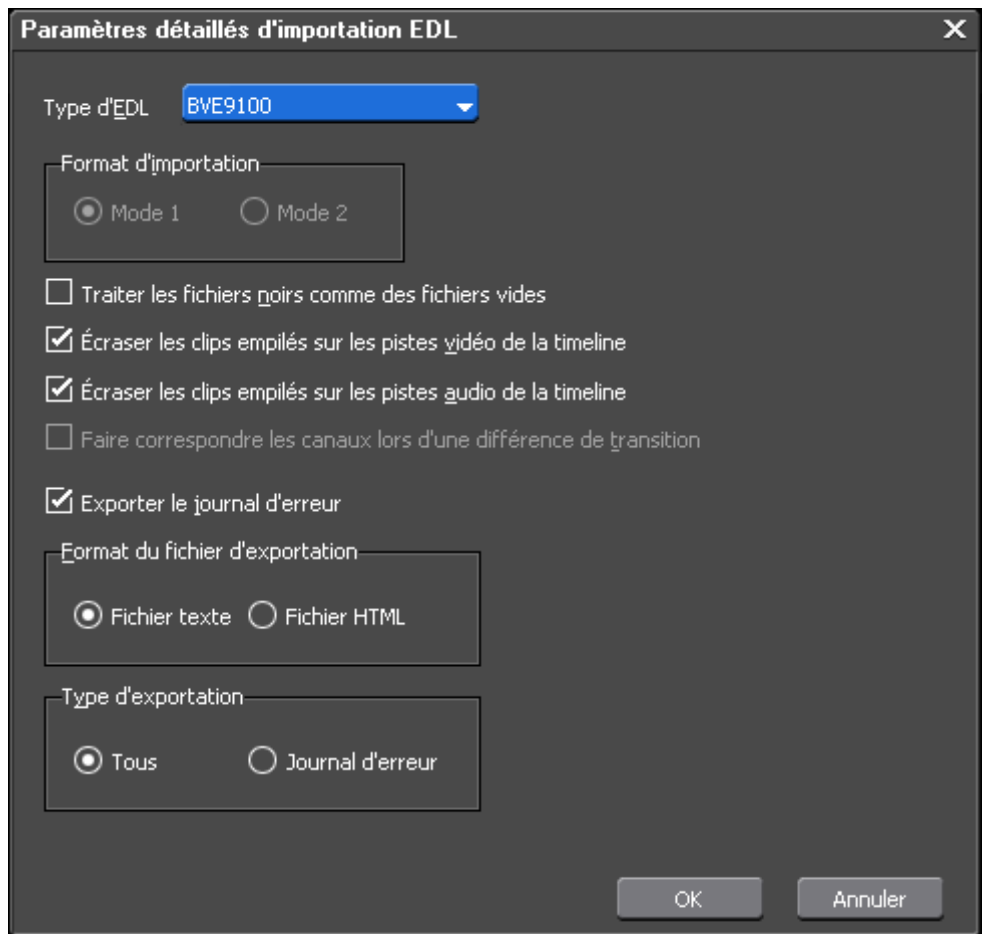 Paramètres détaillés d'importation EDL
Type d'EDL BVE9100
Format d'importation
Mode 1 Mode 2
Traiter les fichiers noirs comme des fichiers vides
Écraser les clips empilés sur les pistes vidéo de la timeline
Écraser les clips empilés sur les pistes audio de la timeline
Faire correspondre les canaux lors d'une différence de transition
Exporter le journal d'erreur
Format du fichier d'exportation
Fichier texte Fichier HTML
Type d'exportation
Tous Journal d'erreur
OK Annuler